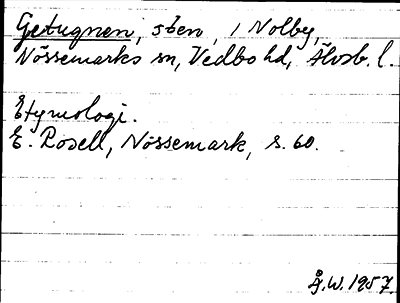 Getugnen, sten, i Nolby,
Nössemarks sn, Vedbo hd, Älvsb. l.
Etymologi.
E. Rosell, Nössemark, s. 60.
Å.W. 1957.